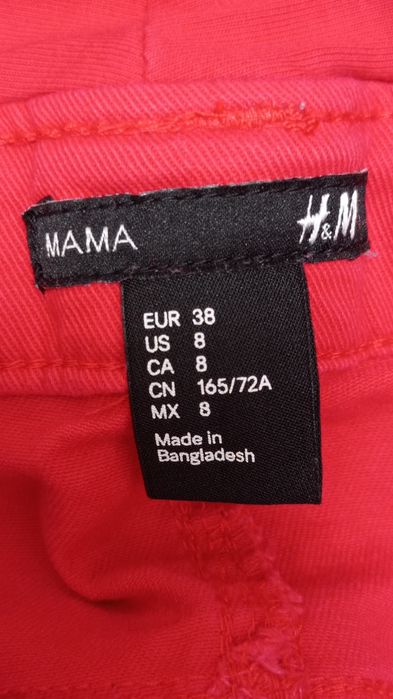 MAMA H&M
EUR 38
US 8
CA 8
CN 165/72A
MX 8
Made in
Bangladesh